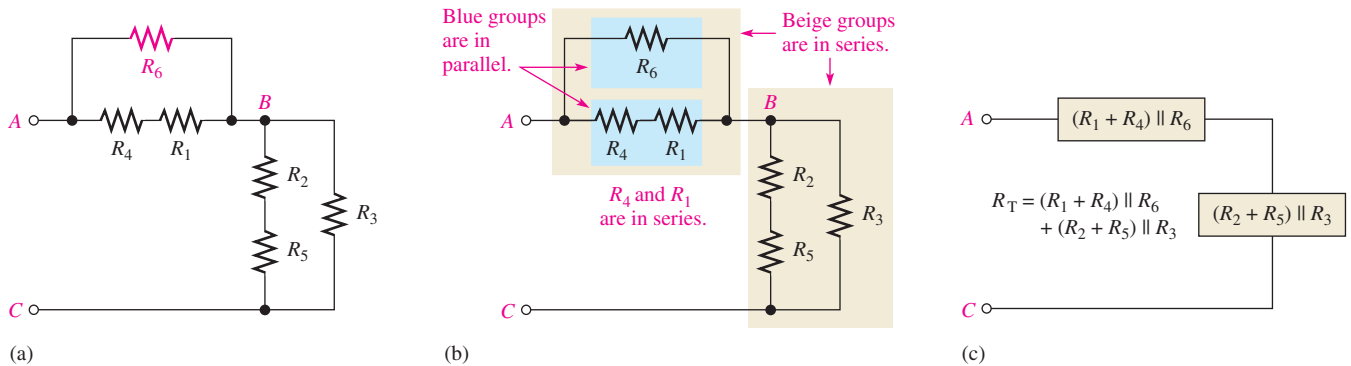 R6
A
R4
R1
B
R2
R5
R3
C
(a)
Blue groups
are in
parallel.
Beige groups
are in series.
R6
A
R4
R1
B
R4 and R1
are in series.
R2
R5
R3
C
(b)
A
(R1 + R4) || R6
RT = (R1 + R4) || R6
+ (R2 + R5) || R3
(R2 + R5) || R3
C
(c)